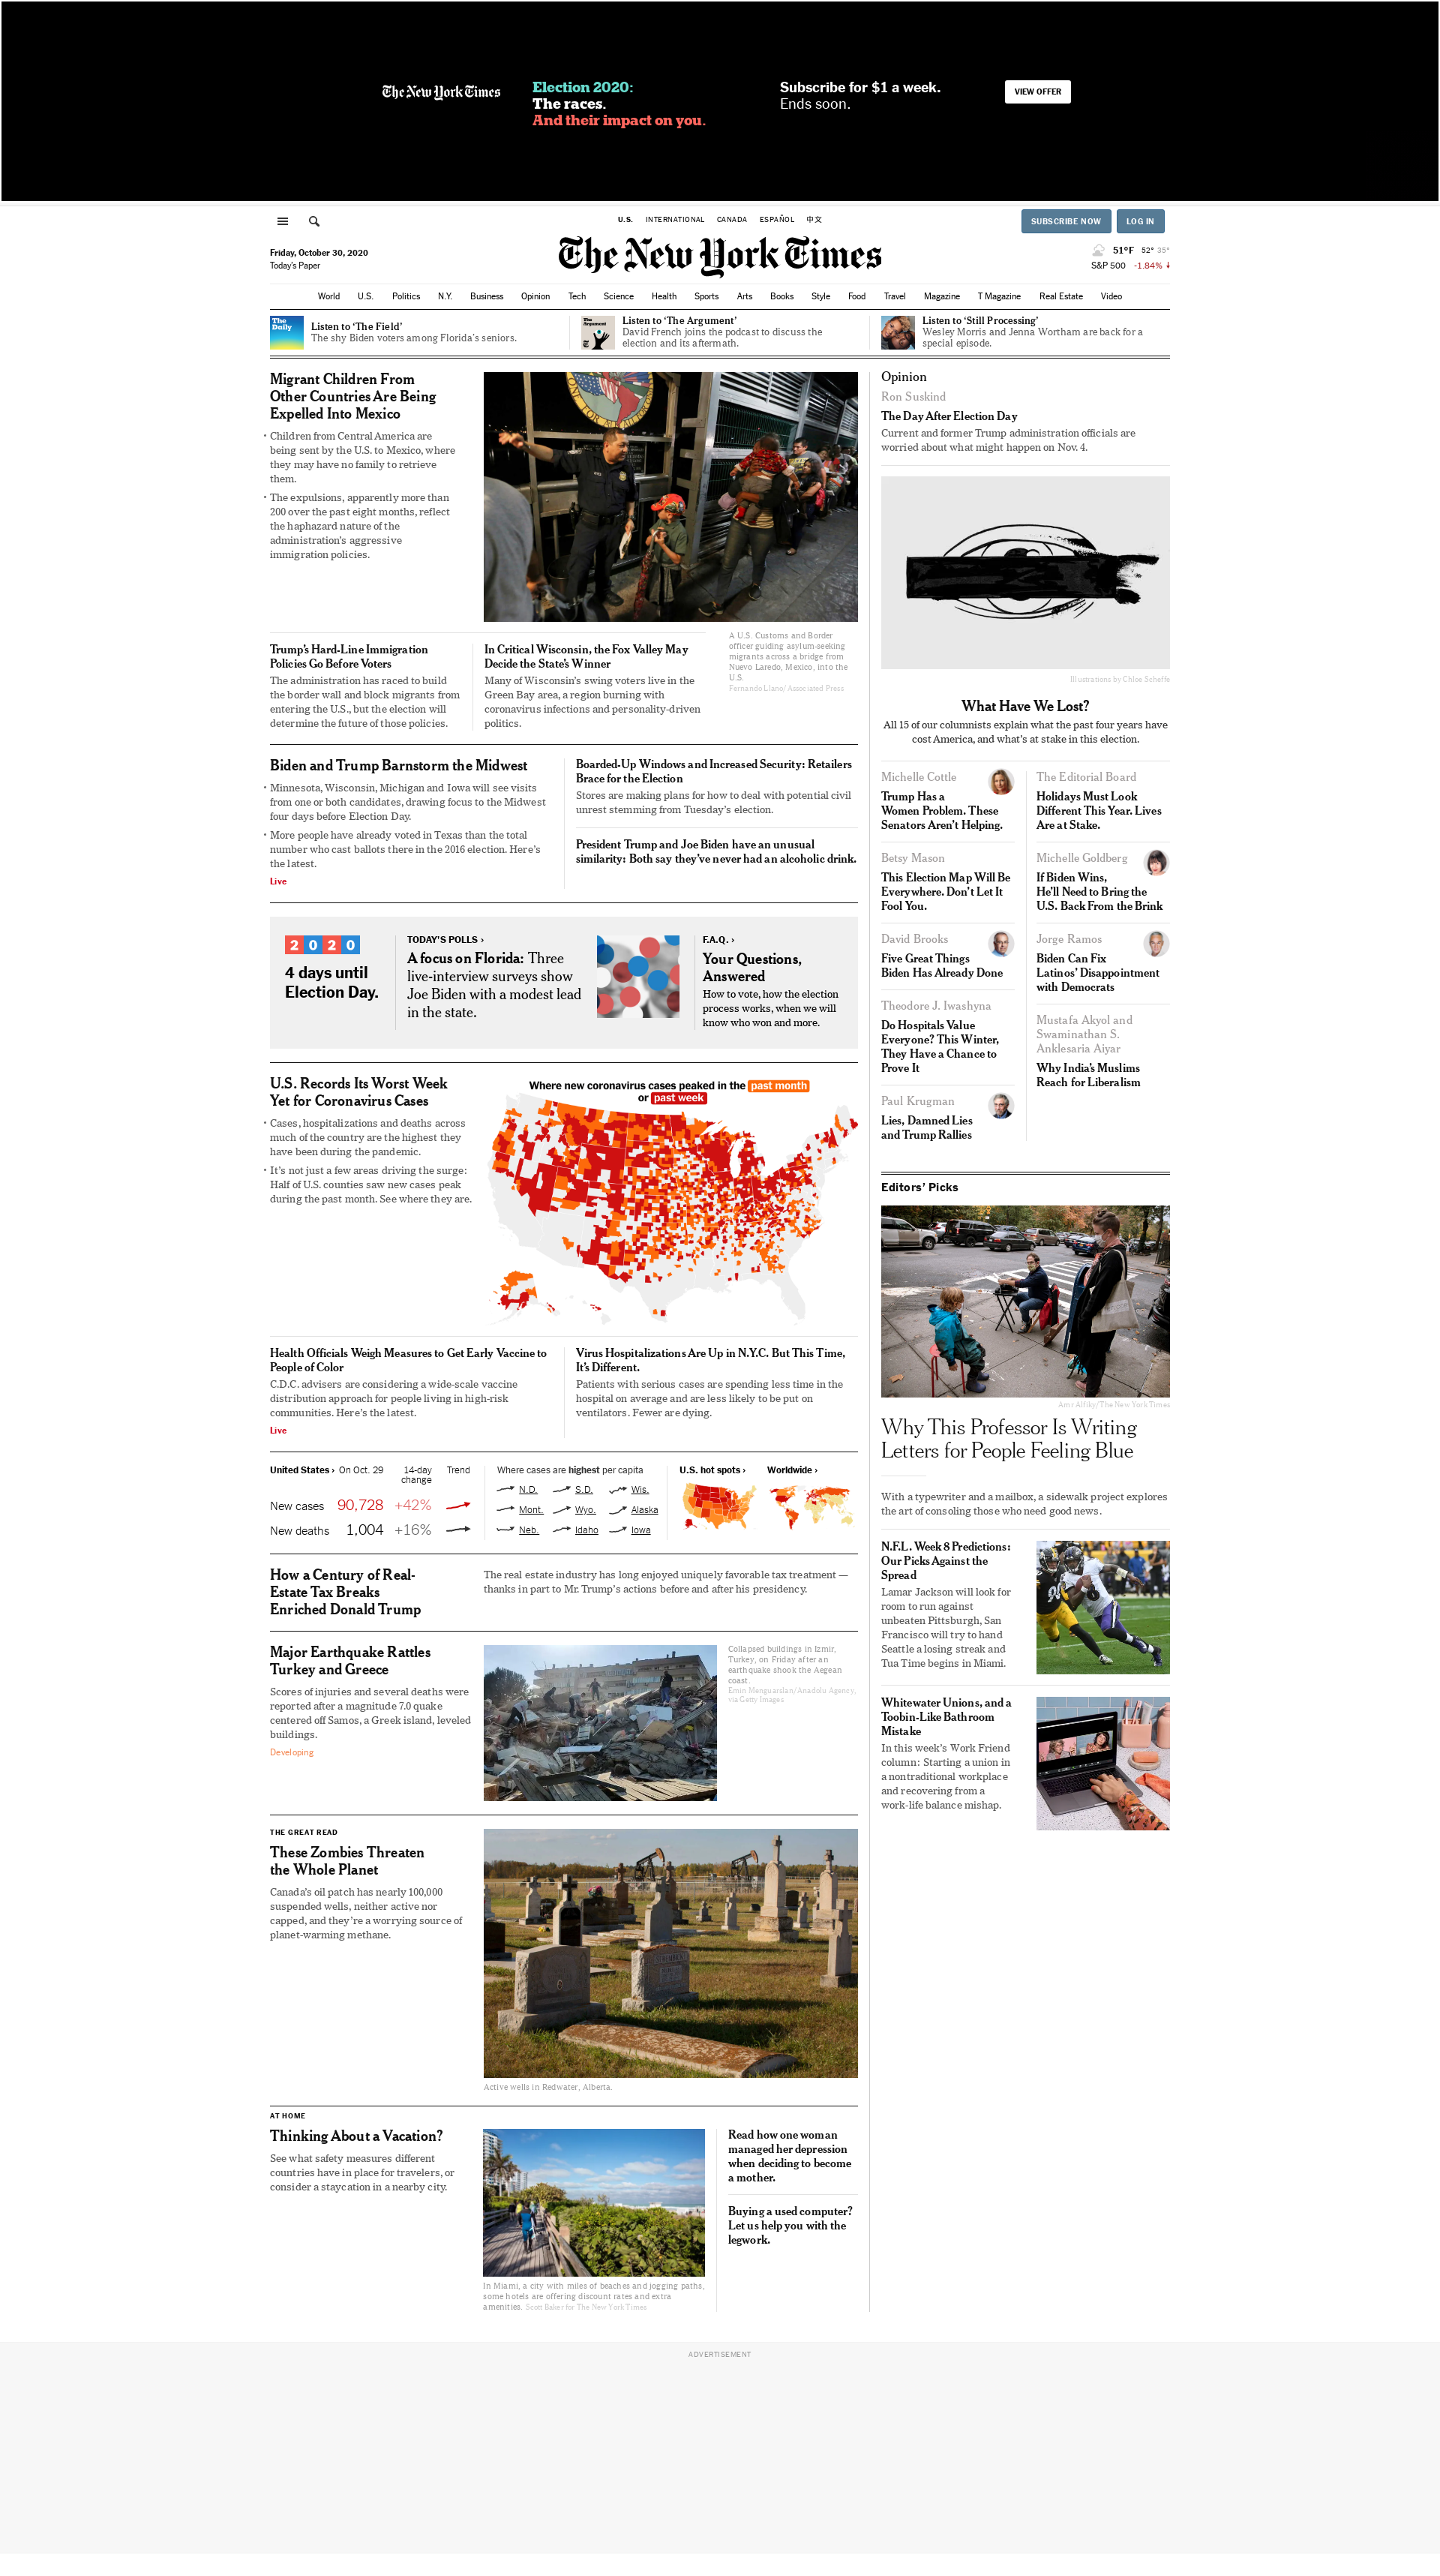 The New York Times
Election 2020:
The races.
And their impact on you.
Subscribe for $1 a week.
Ends soon.
VIEW OFFER
U.S.
INTERNATIONAL
CANADA
ESPAÑOL
中文
SUBSCRIBE NOW
LOG IN
Friday, October 30, 2020
Today's Paper
The New York Times
51°F 52° 35°
S&P 500 -1.84% ↓
World U.S. Politics N.Y. Business Opinion Tech Science Health Sports Arts Books Style Food Travel Magazine T Magazine Real Estate Video
The Daily
Listen to ‘The Field’
The shy Biden voters among Florida's seniors.
The Argument
Listen to ‘The Argument’
David French joins the podcast to discuss the
election and its aftermath.
Listen to ‘Still Processing’
Wesley Morris and Jenna Wortham are back for a
special episode.
Migrant Children From
Other Countries Are Being
Expelled Into Mexico
• Children from Central America are
being sent by the U.S. to Mexico, where
they may have no family to retrieve
them.
• The expulsions, apparently more than
200 over the past eight months, reflect
the haphazard nature of the
administration's aggressive
immigration policies.
A U.S. Customs and Border
officer guiding asylum-seeking
migrants across a bridge from
Nuevo Laredo, Mexico, into the
U.S.
Fernando Llano/Associated Press
Trump's Hard-Line Immigration
Policies Go Before Voters
The administration has raced to build
the border wall and block migrants from
entering the U.S., but the election will
determine the future of those policies.
In Critical Wisconsin, the Fox Valley May
Decide the State's Winner
Many of Wisconsin's swing voters live in the
Green Bay area, a region burning with
coronavirus infections and personality-driven
politics.
Biden and Trump Barnstorm the Midwest
• Minnesota, Wisconsin, Michigan and Iowa will see visits
from one or both candidates, drawing focus to the Midwest
four days before Election Day.
• More people have already voted in Texas than the total
number who cast ballots there in the 2016 election. Here's
the latest.
Live
Boarded-Up Windows and Increased Security: Retailers
Brace for the Election
Stores are making plans for how to deal with potential civil
unrest stemming from Tuesday's election.
President Trump and Joe Biden have an unusual
similarity: Both say they've never had an alcoholic drink.
2020
4 days until
Election Day.
TODAY'S POLLS ›
A focus on Florida: Three
live-interview surveys show
Joe Biden with a modest lead
in the state.
F.A.Q. ›
Your Questions,
Answered
How to vote, how the election
process works, when we will
know who won and more.
U.S. Records Its Worst Week
Yet for Coronavirus Cases
• Cases, hospitalizations and deaths across
much of the country are the highest they
have been during the pandemic.
• It's not just a few areas driving the surge:
Half of U.S. counties saw new cases peak
during the past month. See where they are.
Where new coronavirus cases peaked in the past month
or past week
Health Officials Weigh Measures to Get Early Vaccine to
People of Color
C.D.C. advisers are considering a wide-scale vaccine
distribution approach for people living in high-risk
communities. Here's the latest.
Live
Virus Hospitalizations Are Up in N.Y.C. But This Time,
It's Different.
Patients with serious cases are spending less time in the
hospital on average and are less likely to be put on
ventilators. Fewer are dying.
United States › On Oct. 29 14-day Trend
change
New cases 90,728 +42%
New deaths 1,004 +16%
Where cases are highest per capita
N.D. S.D. Wis.
Mont. Wyo. Alaska
Neb. Idaho Iowa
U.S. hot spots ›
Worldwide ›
How a Century of Real-
Estate Tax Breaks
Enriched Donald Trump
The real estate industry has long enjoyed uniquely favorable tax treatment —
thanks in part to Mr. Trump's actions before and after his presidency.
Major Earthquake Rattles
Turkey and Greece
Scores of injuries and several deaths were
reported after a magnitude 7.0 quake
centered off Samos, a Greek island, leveled
buildings.
Developing
Collapsed buildings in Izmir,
Turkey, on Friday after an
earthquake shook the Aegean
coast.
Emin Menguarslan/Anadolu Agency,
via Getty Images
THE GREAT READ
These Zombies Threaten
the Whole Planet
Canada's oil patch has nearly 100,000
suspended wells, neither active nor
capped, and they're a worrying source of
planet-warming methane.
Active wells in Redwater, Alberta.
AT HOME
Thinking About a Vacation?
See what safety measures different
countries have in place for travelers, or
consider a staycation in a nearby city.
In Miami, a city with miles of beaches and jogging paths,
some hotels are offering discount rates and extra
amenities. Scott Baker for The New York Times
Read how one woman
managed her depression
when deciding to become
a mother.
Buying a used computer?
Let us help you with the
legwork.
Opinion
Ron Suskind
The Day After Election Day
Current and former Trump administration officials are
worried about what might happen on Nov. 4.
Illustrations by Chloe Scheffe
What Have We Lost?
All 15 of our columnists explain what the past four years have
cost America, and what's at stake in this election.
Michelle Cottle
Trump Has a
Women Problem. These
Senators Aren't Helping.
Betsy Mason
This Election Map Will Be
Everywhere. Don't Let It
Fool You.
David Brooks
Five Great Things
Biden Has Already Done
Theodore J. Iwashyna
Do Hospitals Value
Everyone? This Winter,
They Have a Chance to
Prove It
Paul Krugman
Lies, Damned Lies
and Trump Rallies
The Editorial Board
Holidays Must Look
Different This Year. Lives
Are at Stake.
Michelle Goldberg
If Biden Wins,
He'll Need to Bring the
U.S. Back From the Brink
Jorge Ramos
Biden Can Fix
Latinos' Disappointment
with Democrats
Mustafa Akyol and
Swaminathan S.
Anklesaria Aiyar
Why India's Muslims
Reach for Liberalism
Editors' Picks
Amr Alfiky/The New York Times
Why This Professor Is Writing
Letters for People Feeling Blue
With a typewriter and a mailbox, a sidewalk project explores
the art of consoling those who need good news.
N.F.L. Week 8 Predictions:
Our Picks Against the
Spread
Lamar Jackson will look for
room to run against
unbeaten Pittsburgh, San
Francisco will try to hand
Seattle a losing streak and
Tua Time begins in Miami.
Whitewater Unions, and a
Toobin-Like Bathroom
Mistake
In this week's Work Friend
column: Starting a union in
a nontraditional workplace
and recovering from a
work-life balance mishap.
ADVERTISEMENT